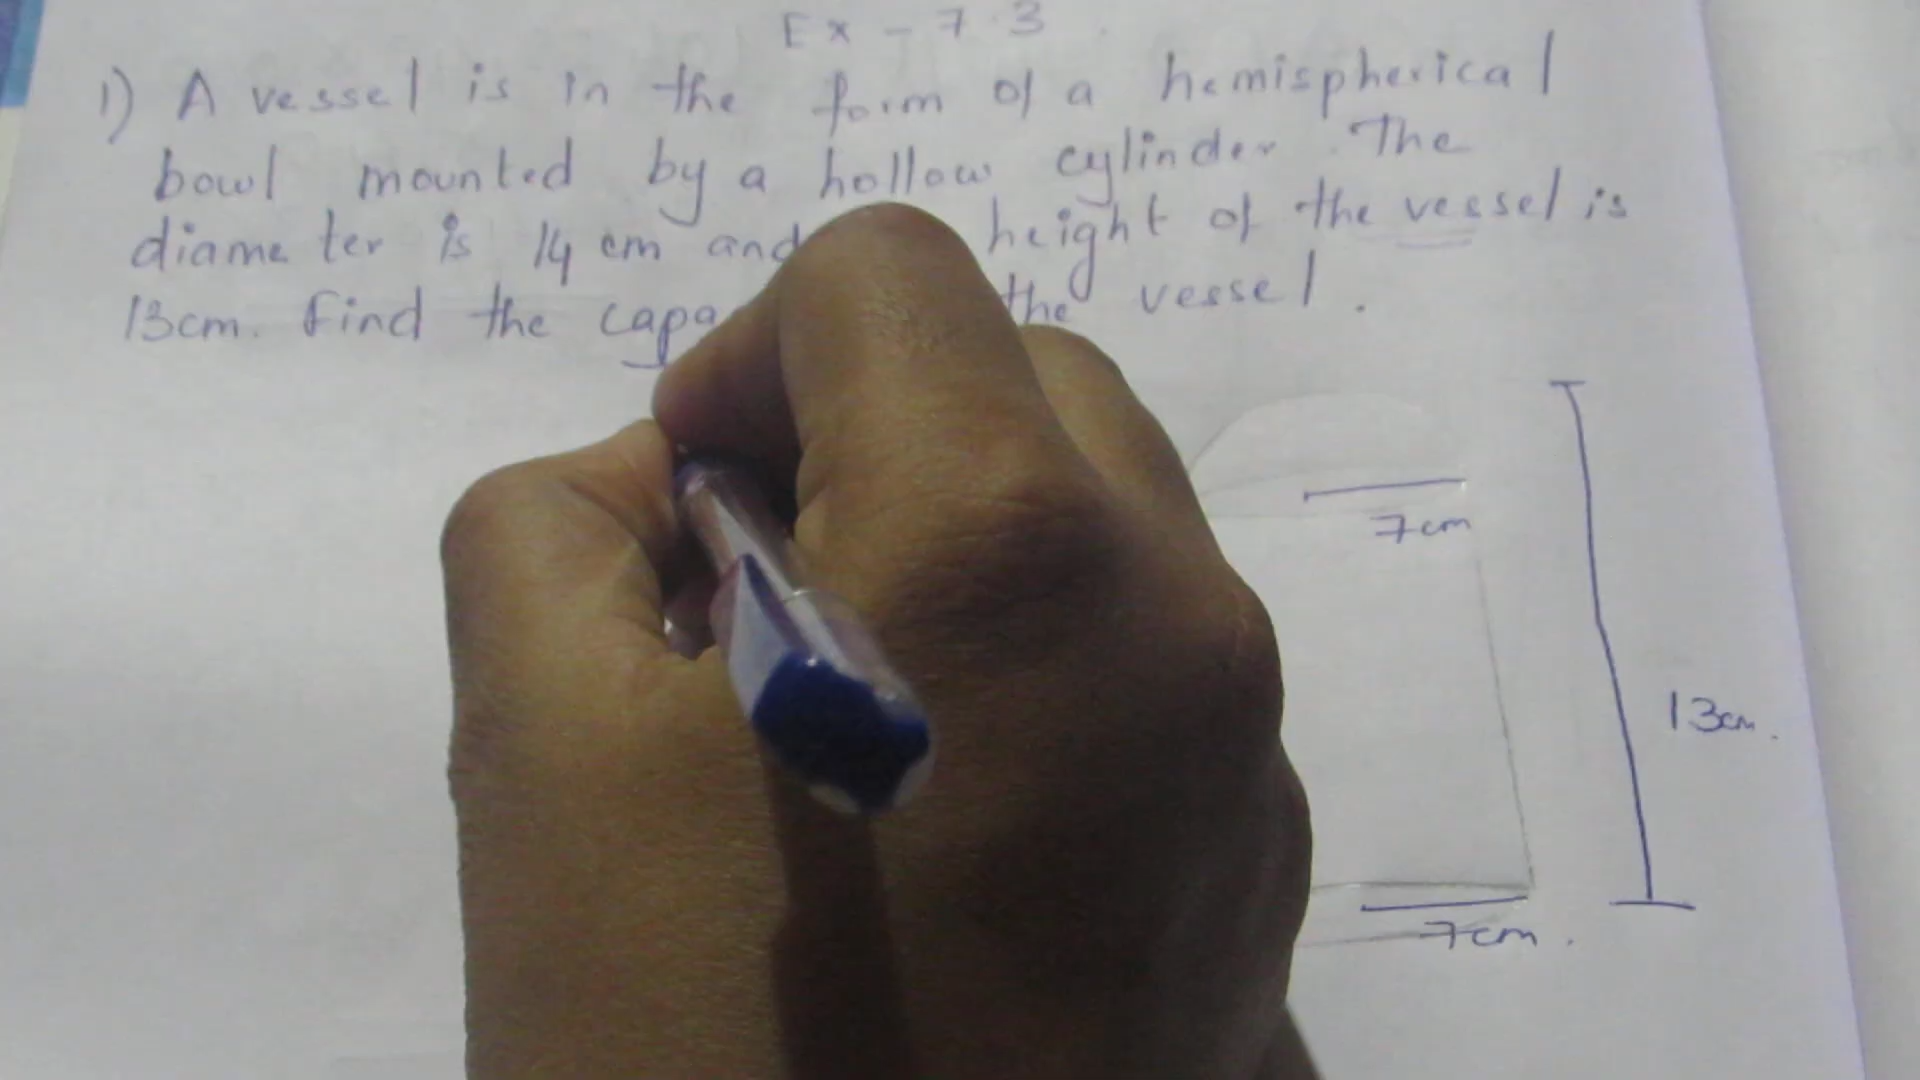 Ex - 7.3
1) A vessel is in the form of a hemispherical
bowl mounted by a hollow cylinder. The
diameter is 14 cm and height of the vessel is
13cm. Find the capa the vessel.
7cm
13cm.
7cm.